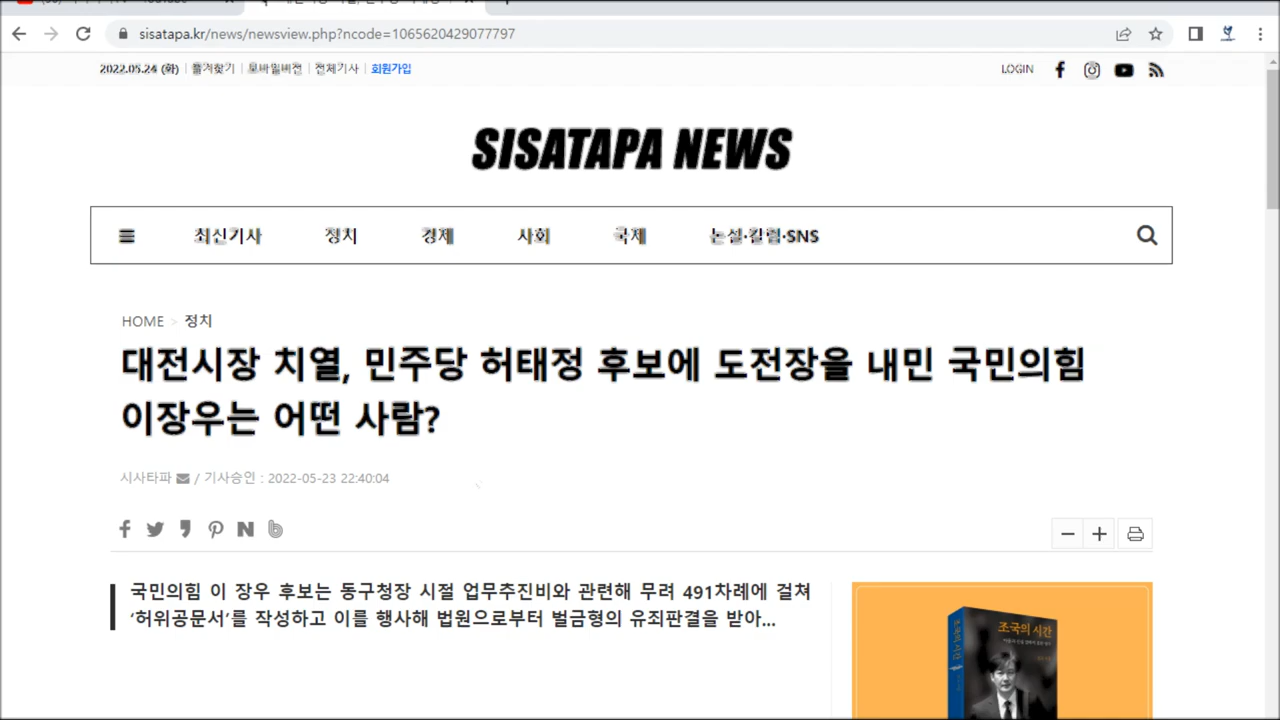 sisatapa.kr/news/newsview.php?ncode=1065620429077797
2022.05.24 (화) 즐겨찾기 모바일버전 전체기사 회원가입
LOGIN
SISATAPA NEWS
최신기사 정치 경제 사회 국제 논설·칼럼·SNS
HOME > 정치
대전시장 치열, 민주당 허태정 후보에 도전장을 내민 국민의힘
이장우는 어떤 사람?
시사타파 / 기사승인 : 2022-05-23 22:40:04
국민의힘 이 장우 후보는 동구청장 시절 업무추진비와 관련해 무려 491차례에 걸쳐
‘허위공문서’를 작성하고 이를 행사해 법원으로부터 벌금형의 유죄판결을 받아...
조국의 시간
조국의 시간